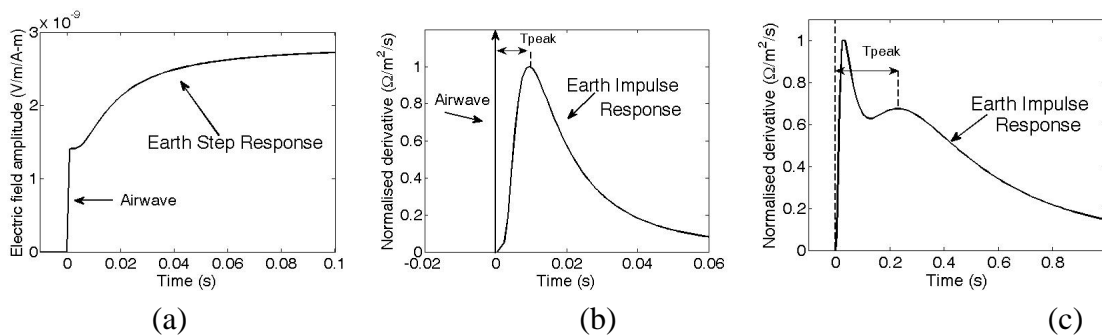 × 10⁻⁹
Electric field amplitude (V/m/A-m)
3
2
1
0
Earth Step Response
Airwave
0 0.02 0.04 0.06 0.08 0.1
Time (s)
(a)
Normalised derivative (Ω/m²/s)
1
0.8
0.6
0.4
0.2
0
Tpeak
Airwave
Earth Impulse
Response
-0.02 0 0.02 0.04 0.06
Time (s)
(b)
Normalised derivative (Ω/m²/s)
1
0.8
0.6
0.4
0.2
0
Tpeak
Earth Impulse
Response
0 0.2 0.4 0.6 0.8
Time (s)
(c)